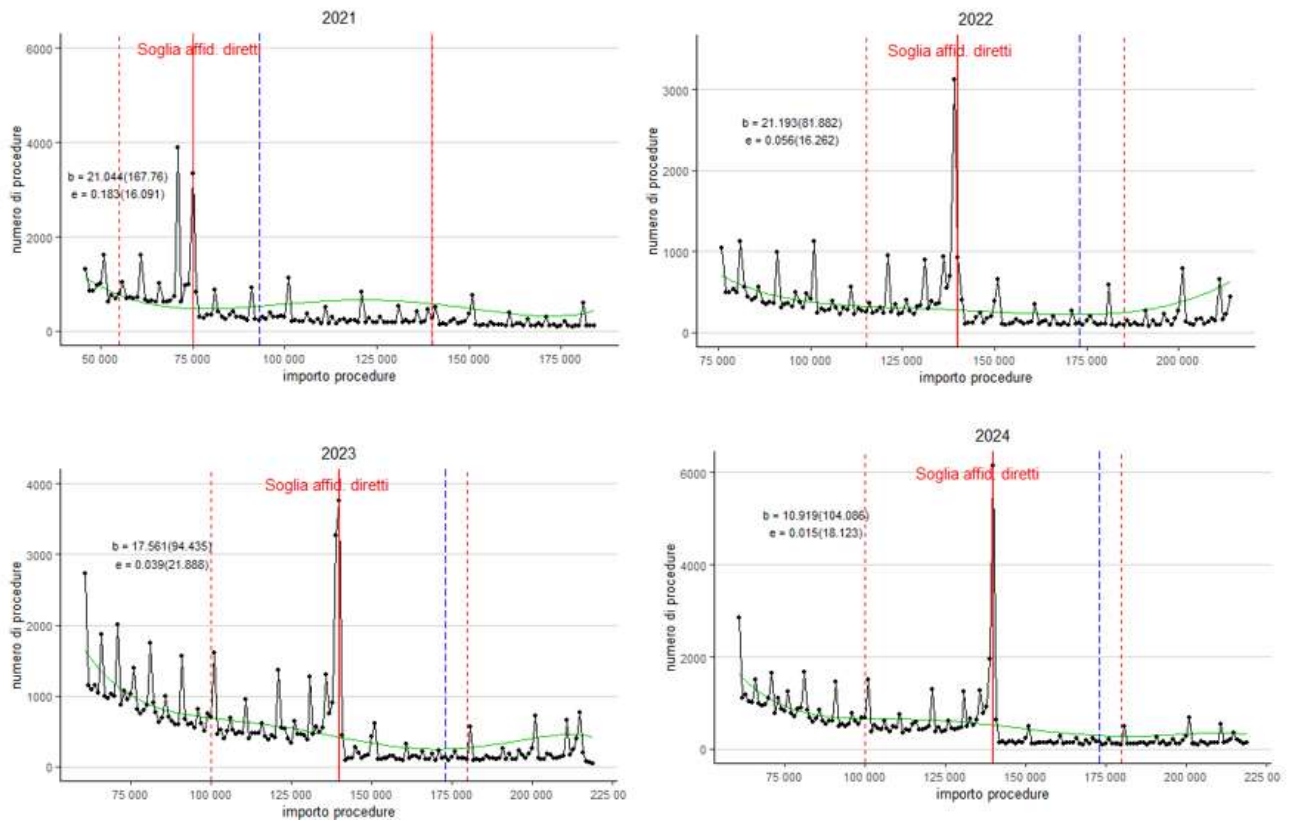 2021
Soglia affid. diretti
b = 21.044(167.76)
e = 0.183(16.091)
numero di procedure
6000
4000
2000
0
50 000 75 000 100 000 125 000 150 000 175 000
importo procedure
2022
Soglia affid. diretti
b = 21.193(81.882)
e = 0.056(16.262)
numero di procedure
3000
2000
1000
0
75 000 100 000 125 000 150 000 175 000 200 000
importo procedure
2023
Soglia affid. diretti
b = 17.561(94.435)
e = 0.039(21.888)
numero di procedure
4000
3000
2000
1000
0
75 000 100 000 125 000 150 000 175 000 200 000 225 00
importo procedure
2024
Soglia affid. diretti
b = 10.919(104.086)
e = 0.015(18.123)
numero di procedure
6000
4000
2000
0
75 000 100 000 125 000 150 000 175 000 200 000 225 00
importo procedure